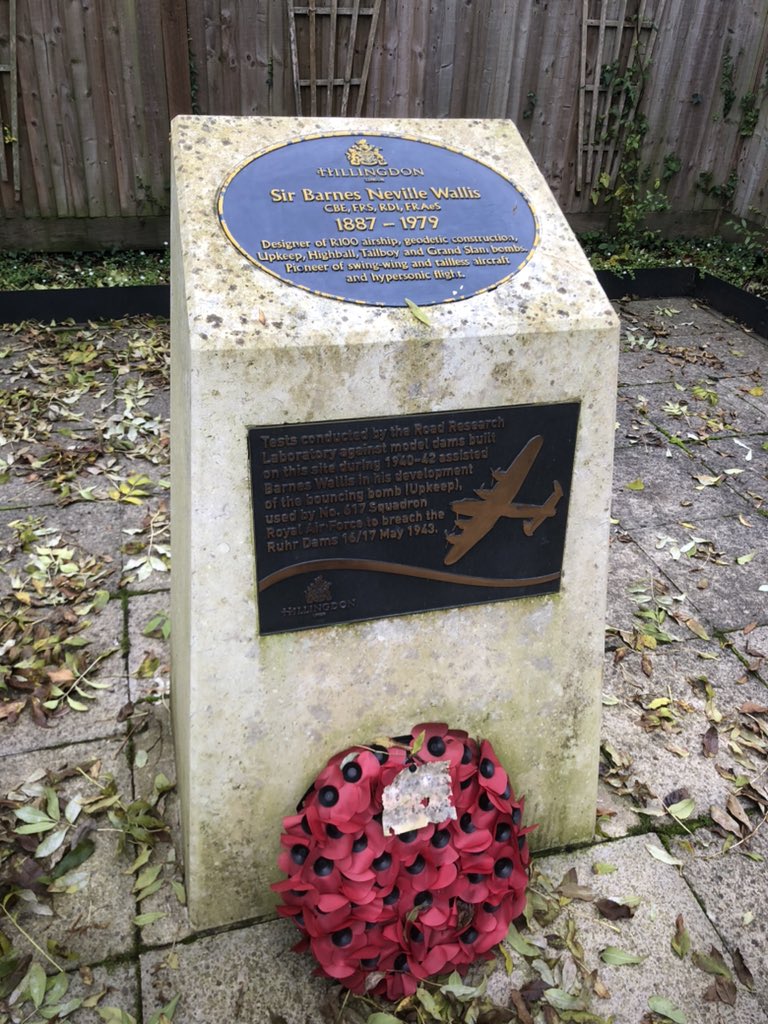 HILLINGDON
LONDON
Sir Barnes Neville Wallis
CBE, FRS, RDI, FRAeS
1887 – 1979
Designer of R100 airship, geodetic construction,
Upkeep, Highball, Tallboy and Grand Slam bombs.
Pioneer of swing-wing and tailless aircraft
and hypersonic flight.
Tests conducted by the Road Research
Laboratory against model dams built
on this site during 1940-42 assisted
Barnes Wallis in his development
of the bouncing bomb (Upkeep),
used by No. 617 Squadron
Royal Air Force to breach the
Ruhr Dams 16/17 May 1943.
HILLINGDON
LONDON